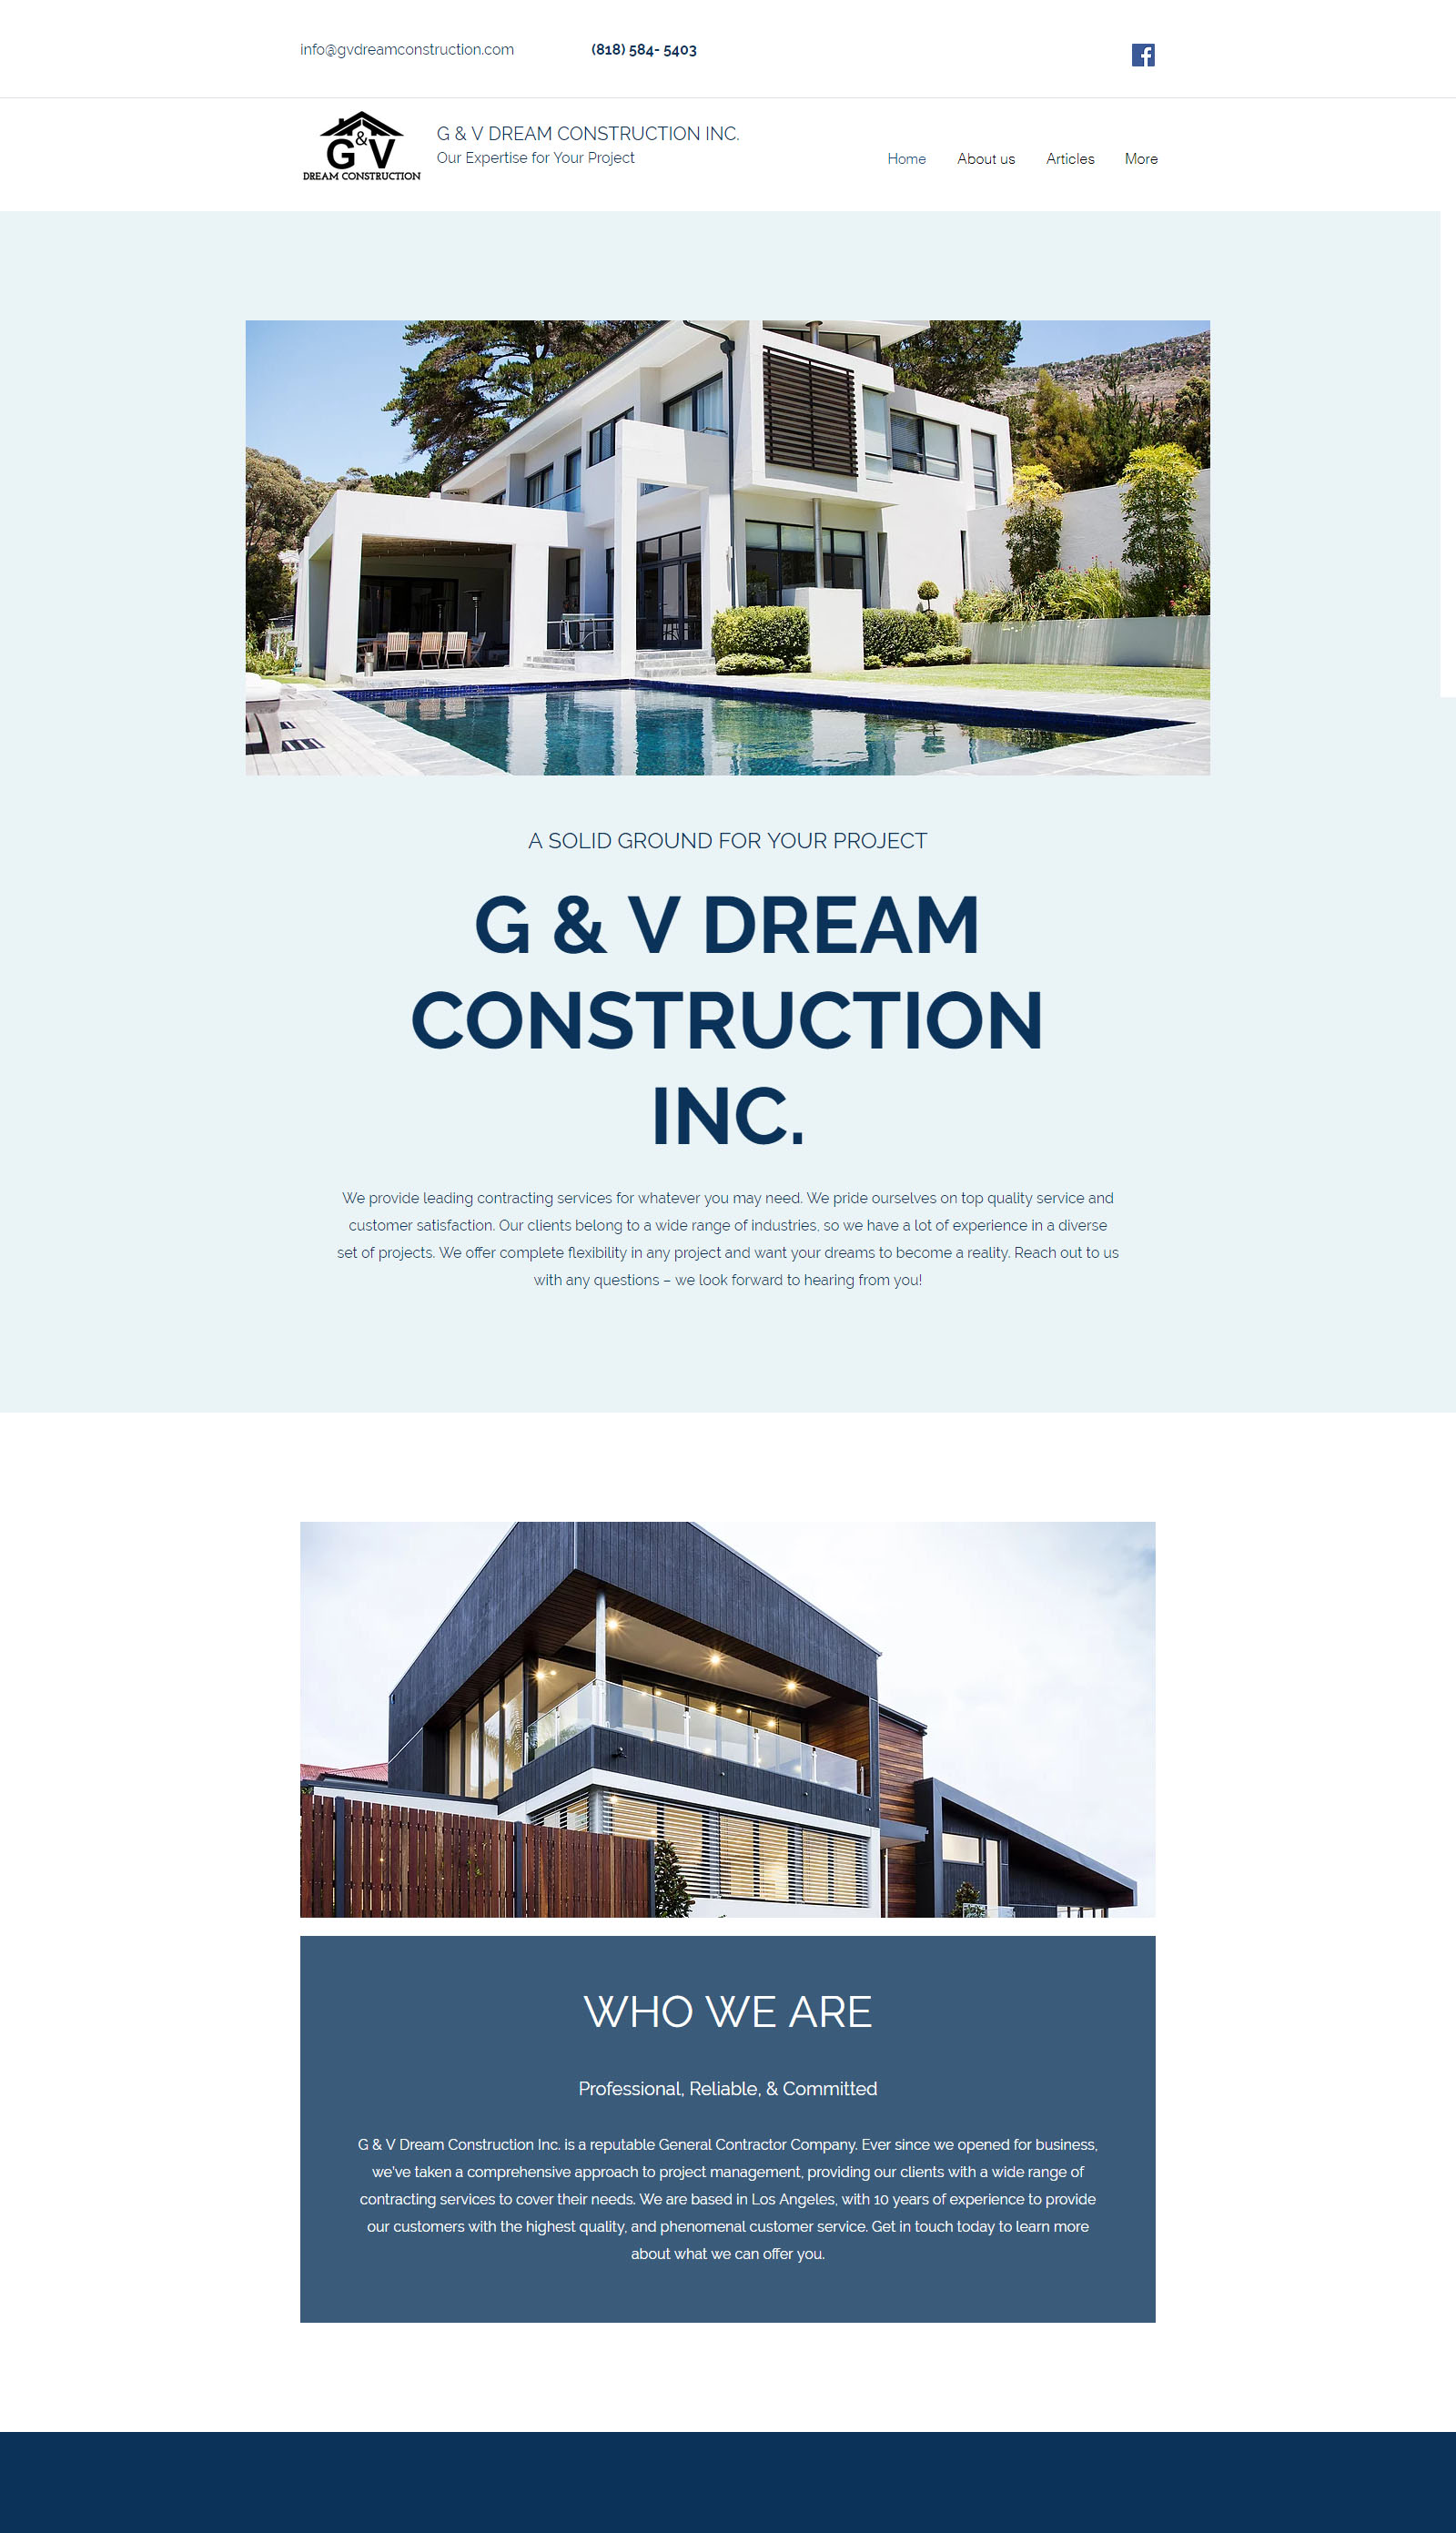 info@gvdreamconstruction.com
(818) 584- 5403
G&V
DREAM CONSTRUCTION
G & V DREAM CONSTRUCTION INC.
Our Expertise for Your Project
Home
About us
Articles
More
A SOLID GROUND FOR YOUR PROJECT
G & V DREAM
CONSTRUCTION
INC.
We provide leading contracting services for whatever you may need. We pride ourselves on top quality service and
customer satisfaction. Our clients belong to a wide range of industries, so we have a lot of experience in a diverse
set of projects. We offer complete flexibility in any project and want your dreams to become a reality. Reach out to us
with any questions – we look forward to hearing from you!
WHO WE ARE
Professional, Reliable, & Committed
G & V Dream Construction Inc. is a reputable General Contractor Company. Ever since we opened for business,
we've taken a comprehensive approach to project management, providing our clients with a wide range of
contracting services to cover their needs. We are based in Los Angeles, with 10 years of experience to provide
our customers with the highest quality, and phenomenal customer service. Get in touch today to learn more
about what we can offer you.